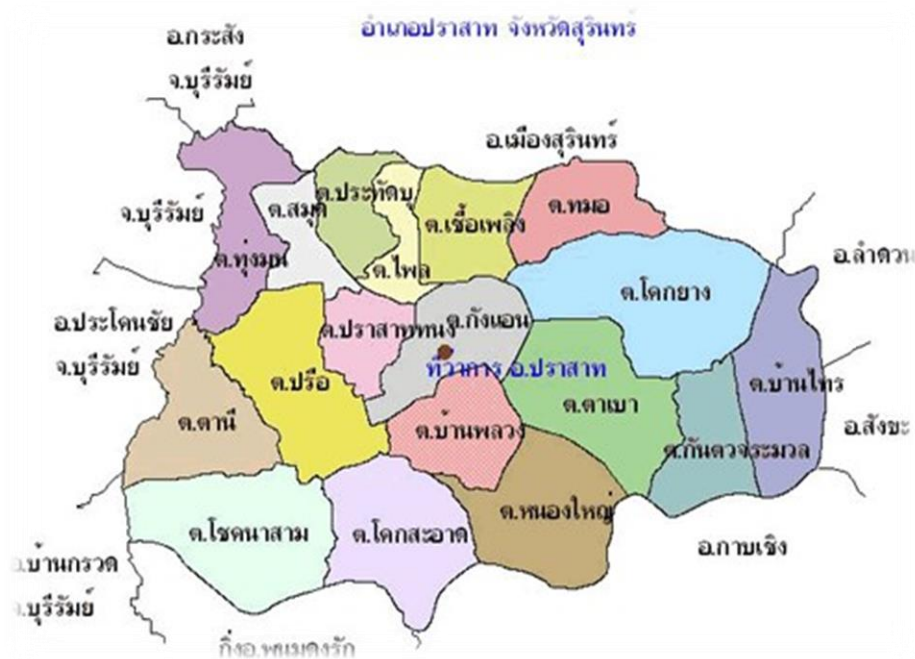 อำเภอปราสาท จังหวัดสุรินทร์
อ.กระสัง
จ.บุรีรัมย์
อ.เมืองสุรินทร์
จ.บุรีรัมย์
ต.สมุด
ต.ประทัดบุ
ต.เชื้อเพลิง
ต.ทมอ
ต.ทุ่งมน
ต.ไพล
อ.ลำดวน
ต.โคกยาง
อ.ประโคนชัย
จ.บุรีรัมย์
ต.ปราสาททนง
ต.กังแอน
ที่ว่าการ อ.ปราสาท
ต.ปรือ
ต.บ้านไทร
ต.ตานี
ต.ตาเบา
ต.บ้านพลวง
อ.สังขะ
ต.กันตวจระมวล
ต.หนองใหญ่
ต.โชคนาสาม
ต.โคกสะอาด
อ.กาบเชิง
อ.บ้านกรวด
จ.บุรีรัมย์
กิ่งอ.พนมดงรัก